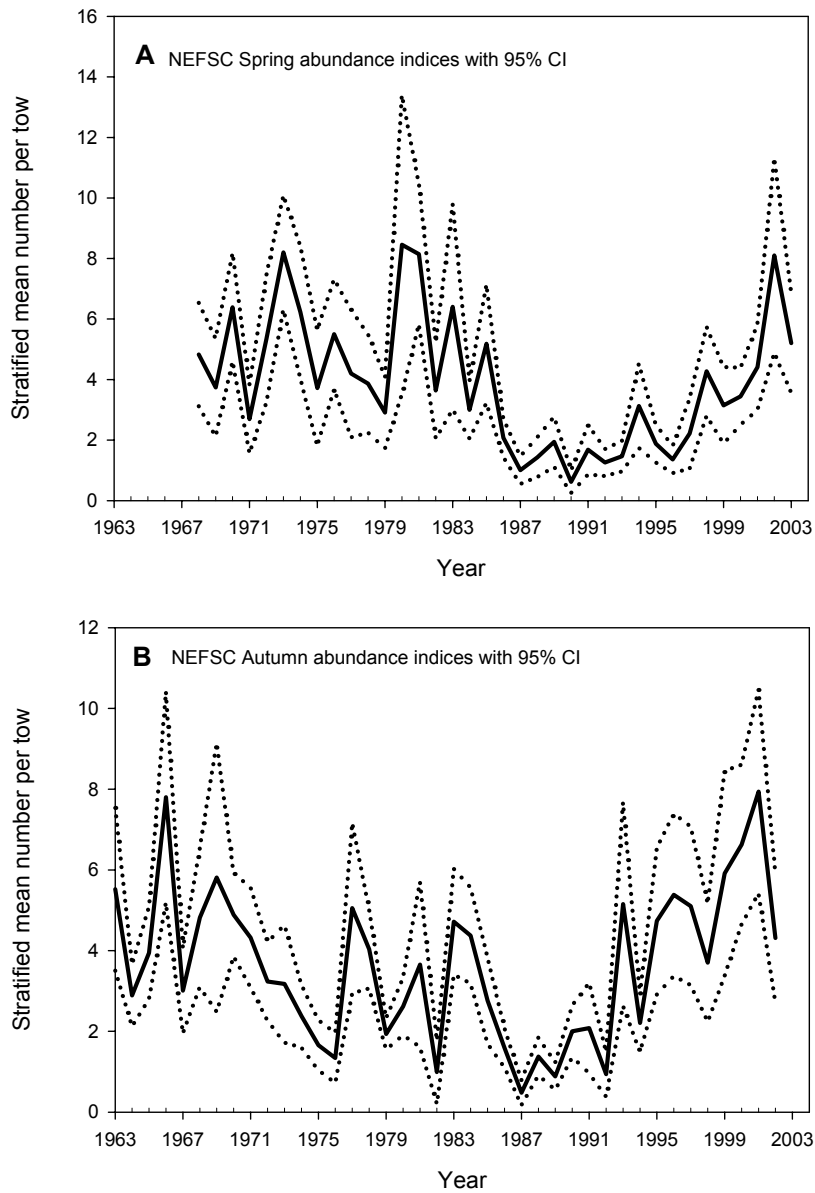 A NEFSC Spring abundance indices with 95% CI
Stratified mean number per tow
16
14
12
10
8
6
4
2
0
1963 1967 1971 1975 1979 1983 1987 1991 1995 1999 2003
Year
B NEFSC Autumn abundance indices with 95% CI
Stratified mean number per tow
12
10
8
6
4
2
0
1963 1967 1971 1975 1979 1983 1987 1991 1995 1999 2003
Year